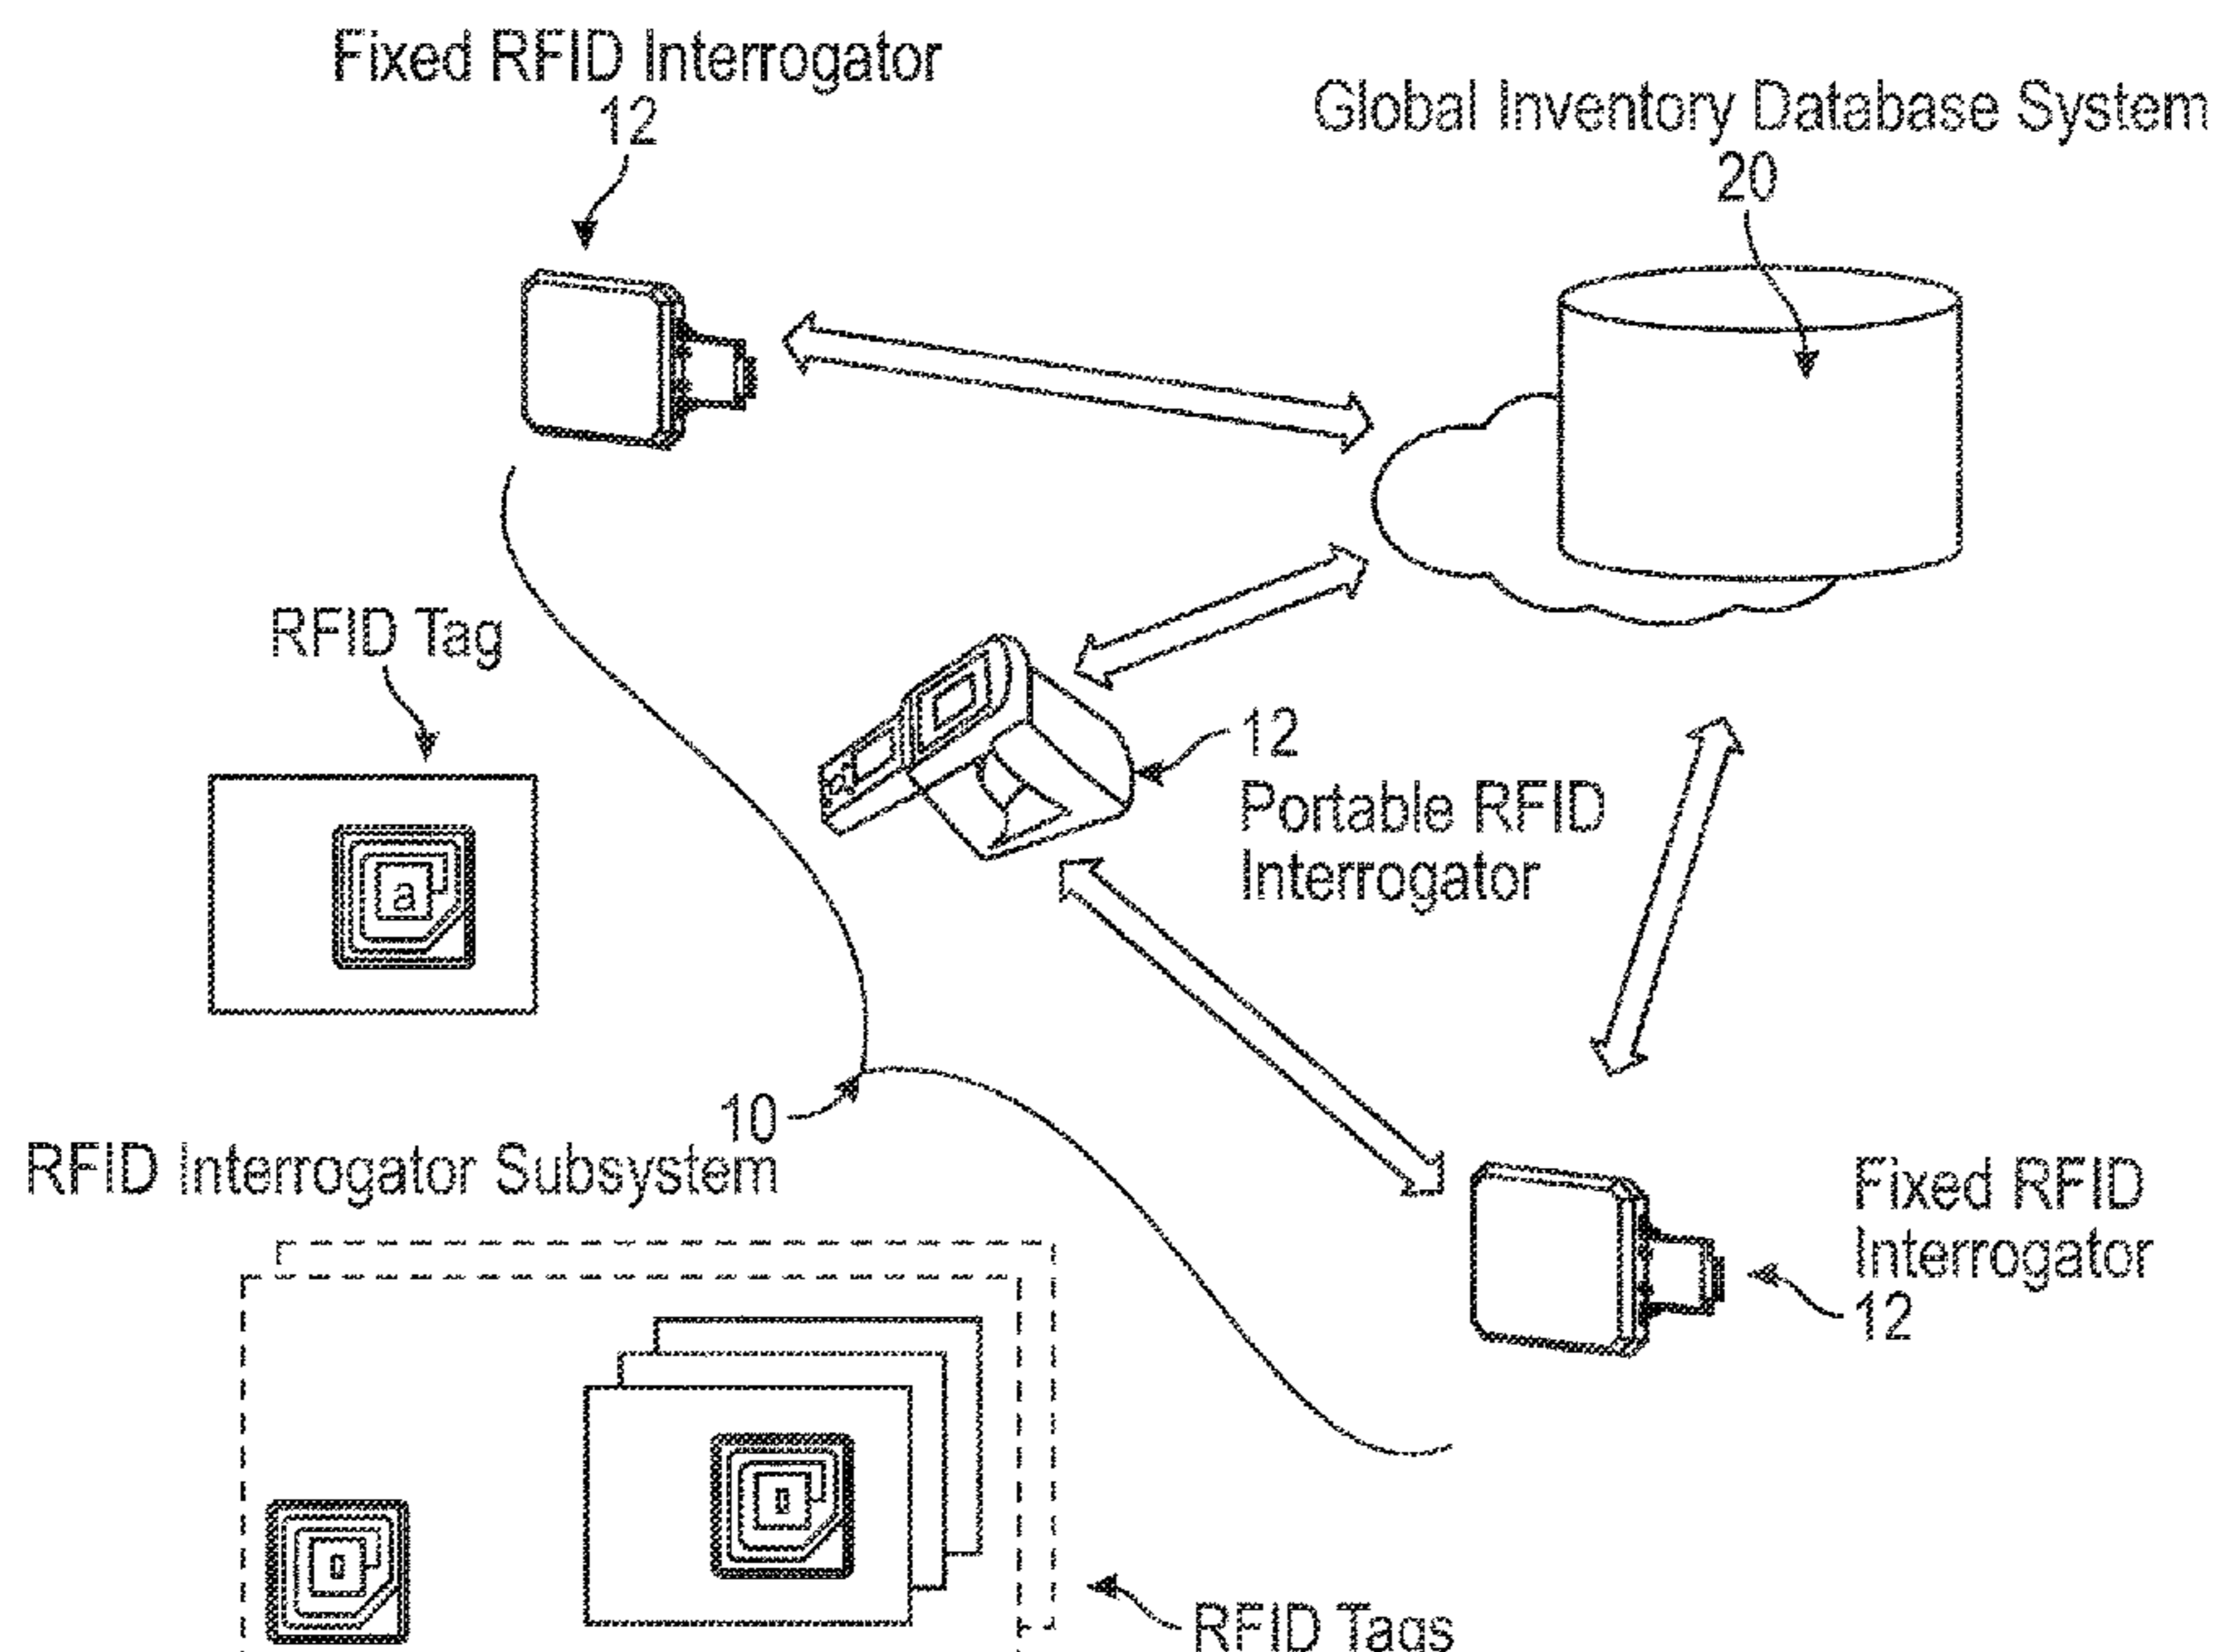 Fixed RFID Interrogator
12
Global Inventory Database System
20
RFID Tag
12
Portable RFID
Interrogator
a
10
RFID Interrogator Subsystem
Fixed RFID
Interrogator
12
RFID Tags